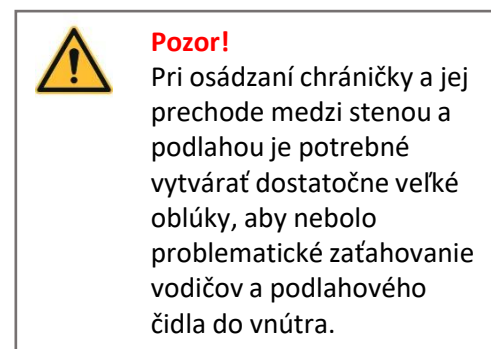 Pozor!
Pri osádzaní chráničky a jej
prechode medzi stenou a
podlahou je potrebné
vytvárať dostatočne veľké
oblúky, aby nebolo
problematické zaťahovanie
vodičov a podlahového
čidla do vnútra.